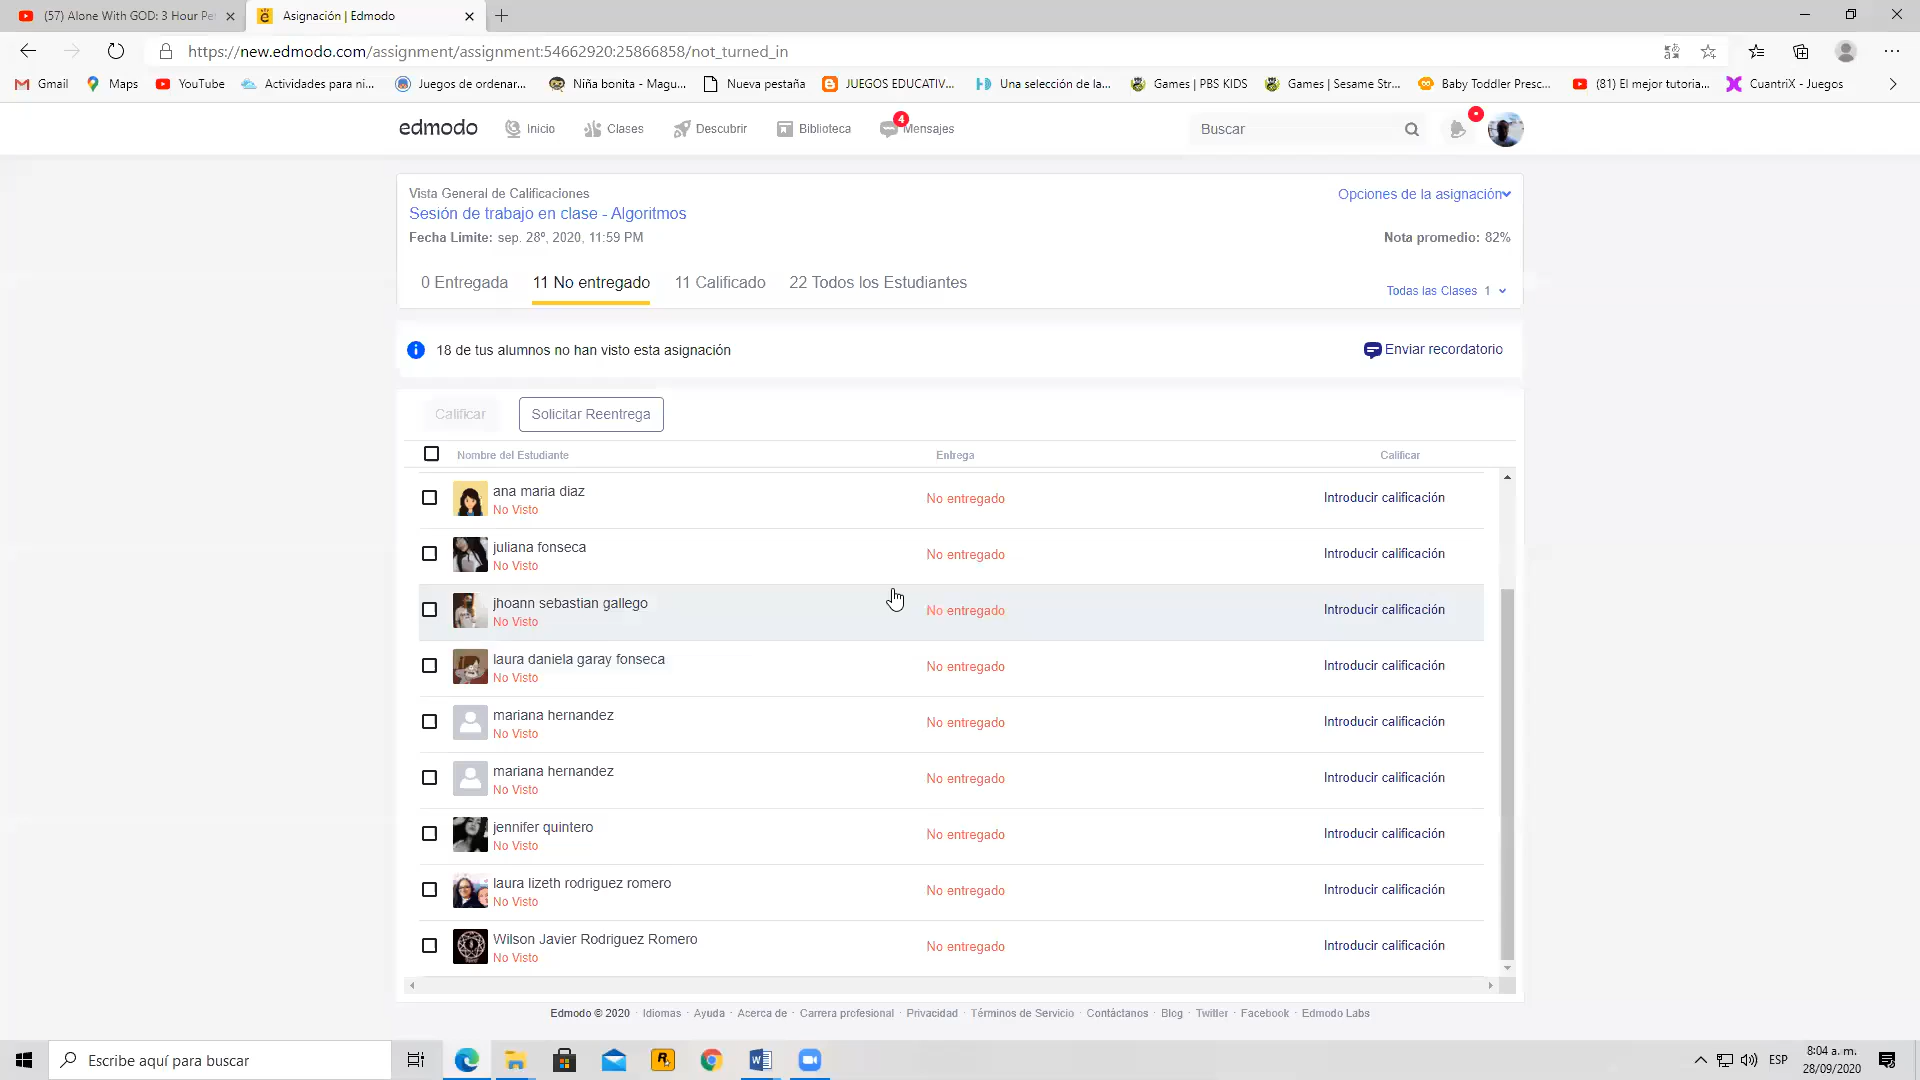 (57) Alone With GOD: 3 Hour Pe
Asignación | Edmodo
https://new.edmodo.com/assignment/assignment:54662920:25866858/not_turned_in
Gmail
Maps
YouTube
Actividades para ni...
Juegos de ordenar...
Niña bonita - Magu...
Nueva pestaña
JUEGOS EDUCATIV...
Una selección de la...
Games | PBS KIDS
Games | Sesame Str...
Baby Toddler Presc...
(81) El mejor tutoria...
CuantriX - Juegos
edmodo
Inicio
Clases
Descubrir
Biblioteca
4
Mensajes
Buscar
Vista General de Calificaciones
Opciones de la asignación
Sesión de trabajo en clase - Algoritmos
Fecha Limite: sep. 28º, 2020, 11:59 PM
Nota promedio: 82%
0 Entregada
11 No entregado
11 Calificado
22 Todos los Estudiantes
Todas las Clases 1
18 de tus alumnos no han visto esta asignación
Enviar recordatorio
Calificar
Solicitar Reentrega
Nombre del Estudiante
Entrega
Calificar
ana maria diaz
No Visto
No entregado
Introducir calificación
juliana fonseca
No Visto
No entregado
Introducir calificación
jhoann sebastian gallego
No Visto
No entregado
Introducir calificación
laura daniela garay fonseca
No Visto
No entregado
Introducir calificación
mariana hernandez
No Visto
No entregado
Introducir calificación
mariana hernandez
No Visto
No entregado
Introducir calificación
jennifer quintero
No Visto
No entregado
Introducir calificación
laura lizeth rodriguez romero
No Visto
No entregado
Introducir calificación
Wilson Javier Rodriguez Romero
No Visto
No entregado
Introducir calificación
Edmodo © 2020 · Idiomas · Ayuda · Acerca de · Carrera profesional · Privacidad · Términos de Servicio · Contáctanos · Blog · Twitter · Facebook · Edmodo Labs
Escribe aquí para buscar
ESP
8:04 a. m.
28/09/2020